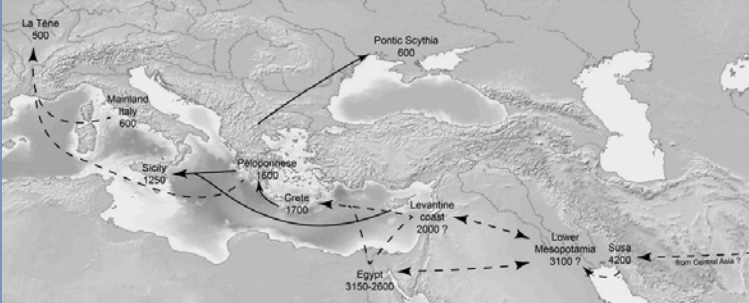 La Tène
500
Pontic Scythia
600
Mainland
Italy
600
Sicily
1250
Peloponnese
1600
Crete
1700
Levantine
coast
2000 ?
Lower
Mesopotamia
3100 ?
Susa
4200
from Central Asia ?
Egypt
3150-2600